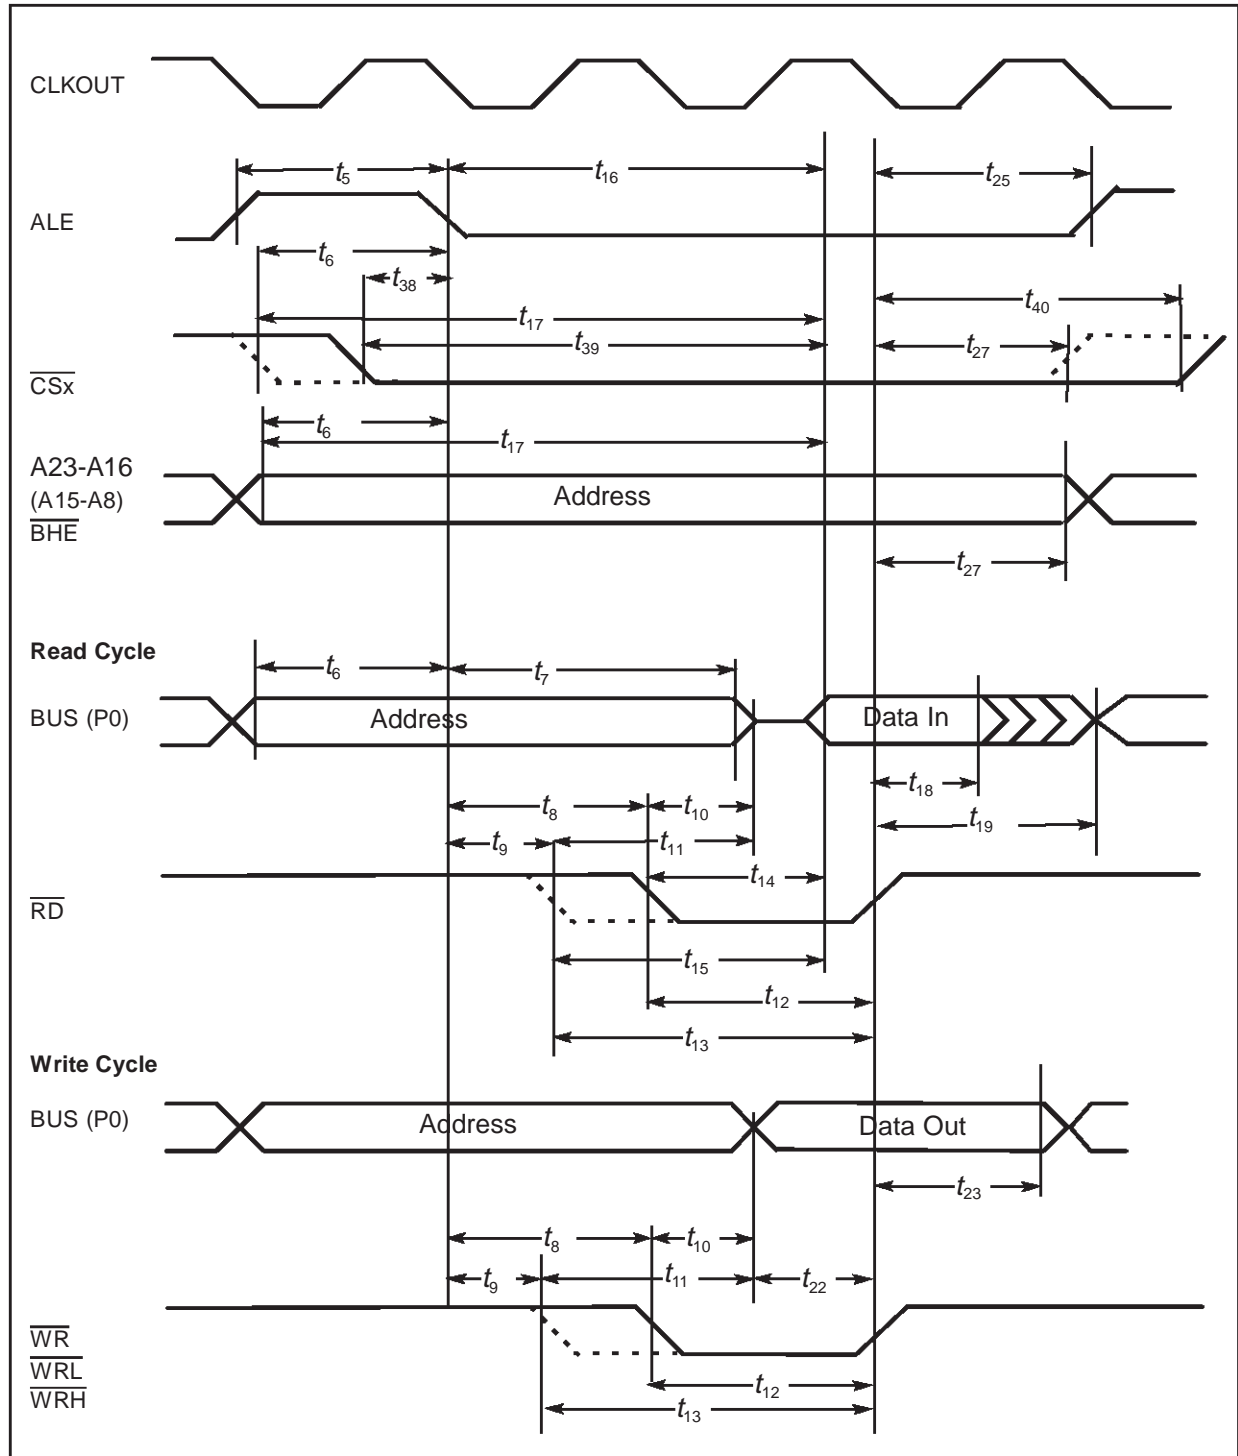 CLKOUT
t5 t16 t25
ALE
t6
t38
t40
t17
t39 t27
CSx
t6
t17
A23-A16
(A15-A8) Address
BHE
t27
Read Cycle
t6 t7
BUS (P0) Address Data In
t18
t8 t10
t19
t9 t11
t14
RD
t15
t12
t13
Write Cycle
BUS (P0) Address Data Out
t23
t8 t10
t9 t11 t22
WR
WRL
t12
WRH
t13